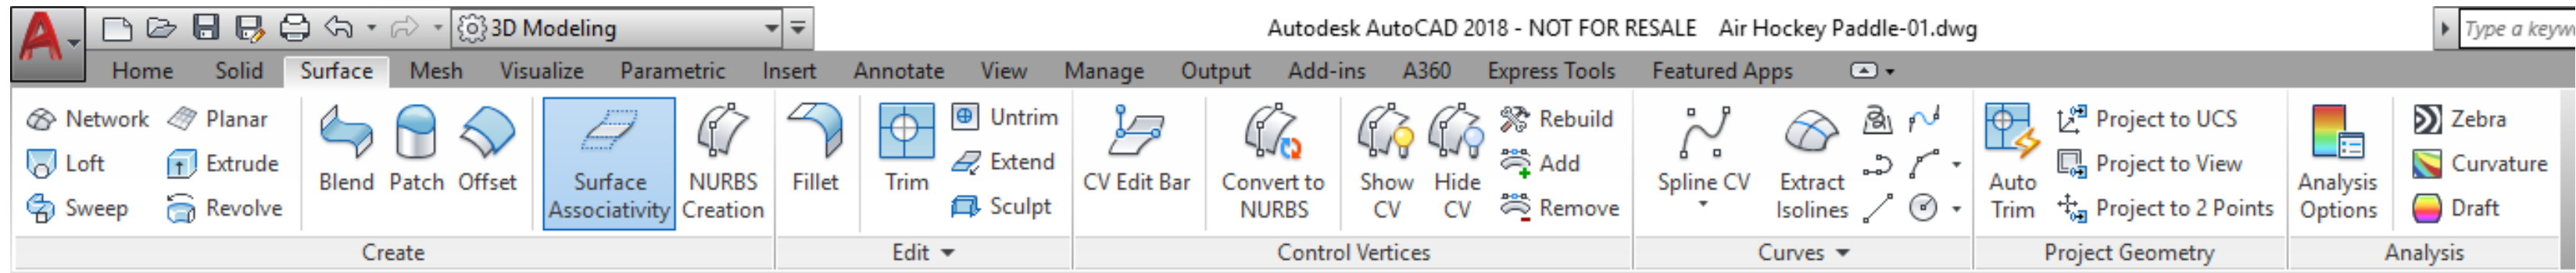 3D Modeling
Autodesk AutoCAD 2018 - NOT FOR RESALE Air Hockey Paddle-01.dwg
Type a keyw
Home Solid Surface Mesh Visualize Parametric Insert Annotate View Manage Output Add-ins A360 Express Tools Featured Apps
Network
Loft
Sweep
Planar
Extrude
Revolve
Blend
Patch
Offset
Surface
Associativity
NURBS
Creation
Create
Fillet
Trim
Untrim
Extend
Sculpt
Edit
CV Edit Bar
Convert to
NURBS
Show
CV
Hide
CV
Rebuild
Add
Remove
Control Vertices
Spline CV
Extract
Isolines
Curves
Auto
Trim
Project to UCS
Project to View
Project to 2 Points
Project Geometry
Analysis
Options
Zebra
Curvature
Draft
Analysis